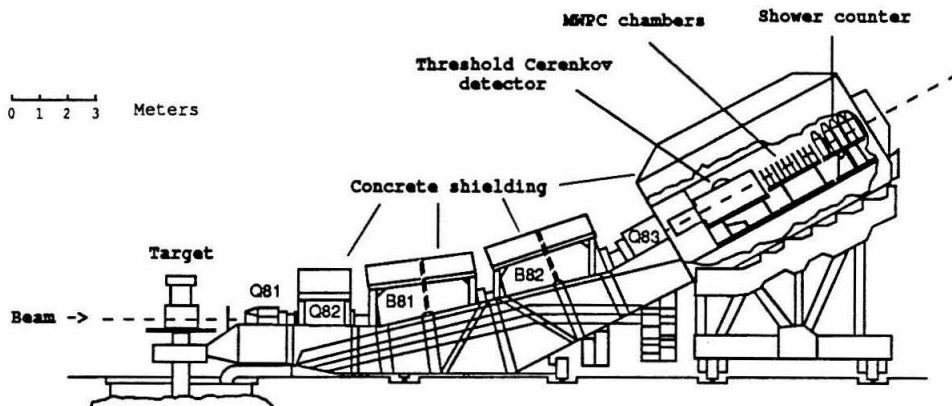 MWPC chambers
Shower counter
Threshold Cerenkov
detector
0 1 2 3 Meters
Concrete shielding
Target
Q81
Q82
B81
B82
Q83
Beam ->